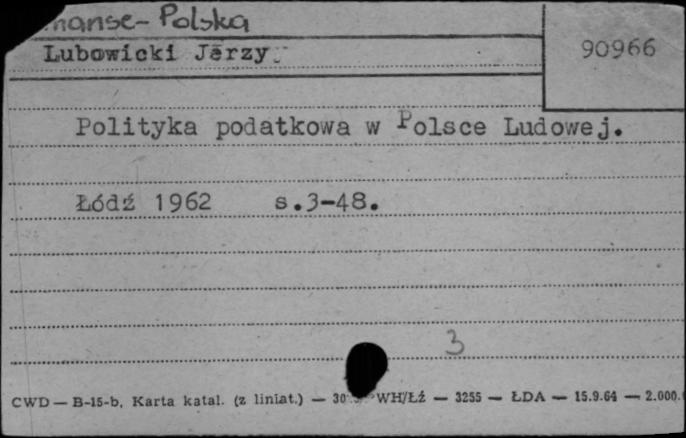 Polska
Lubowicki Jerzy
90966
Polityka podatkowa w Polsce Ludowej.
Łódź 1962 s.3-48.
3
CWD — B-15-b, Karta katal. (z liniat.) — WH/Łź — 3255 — ŁDA — 15.9.64 — 2.000.